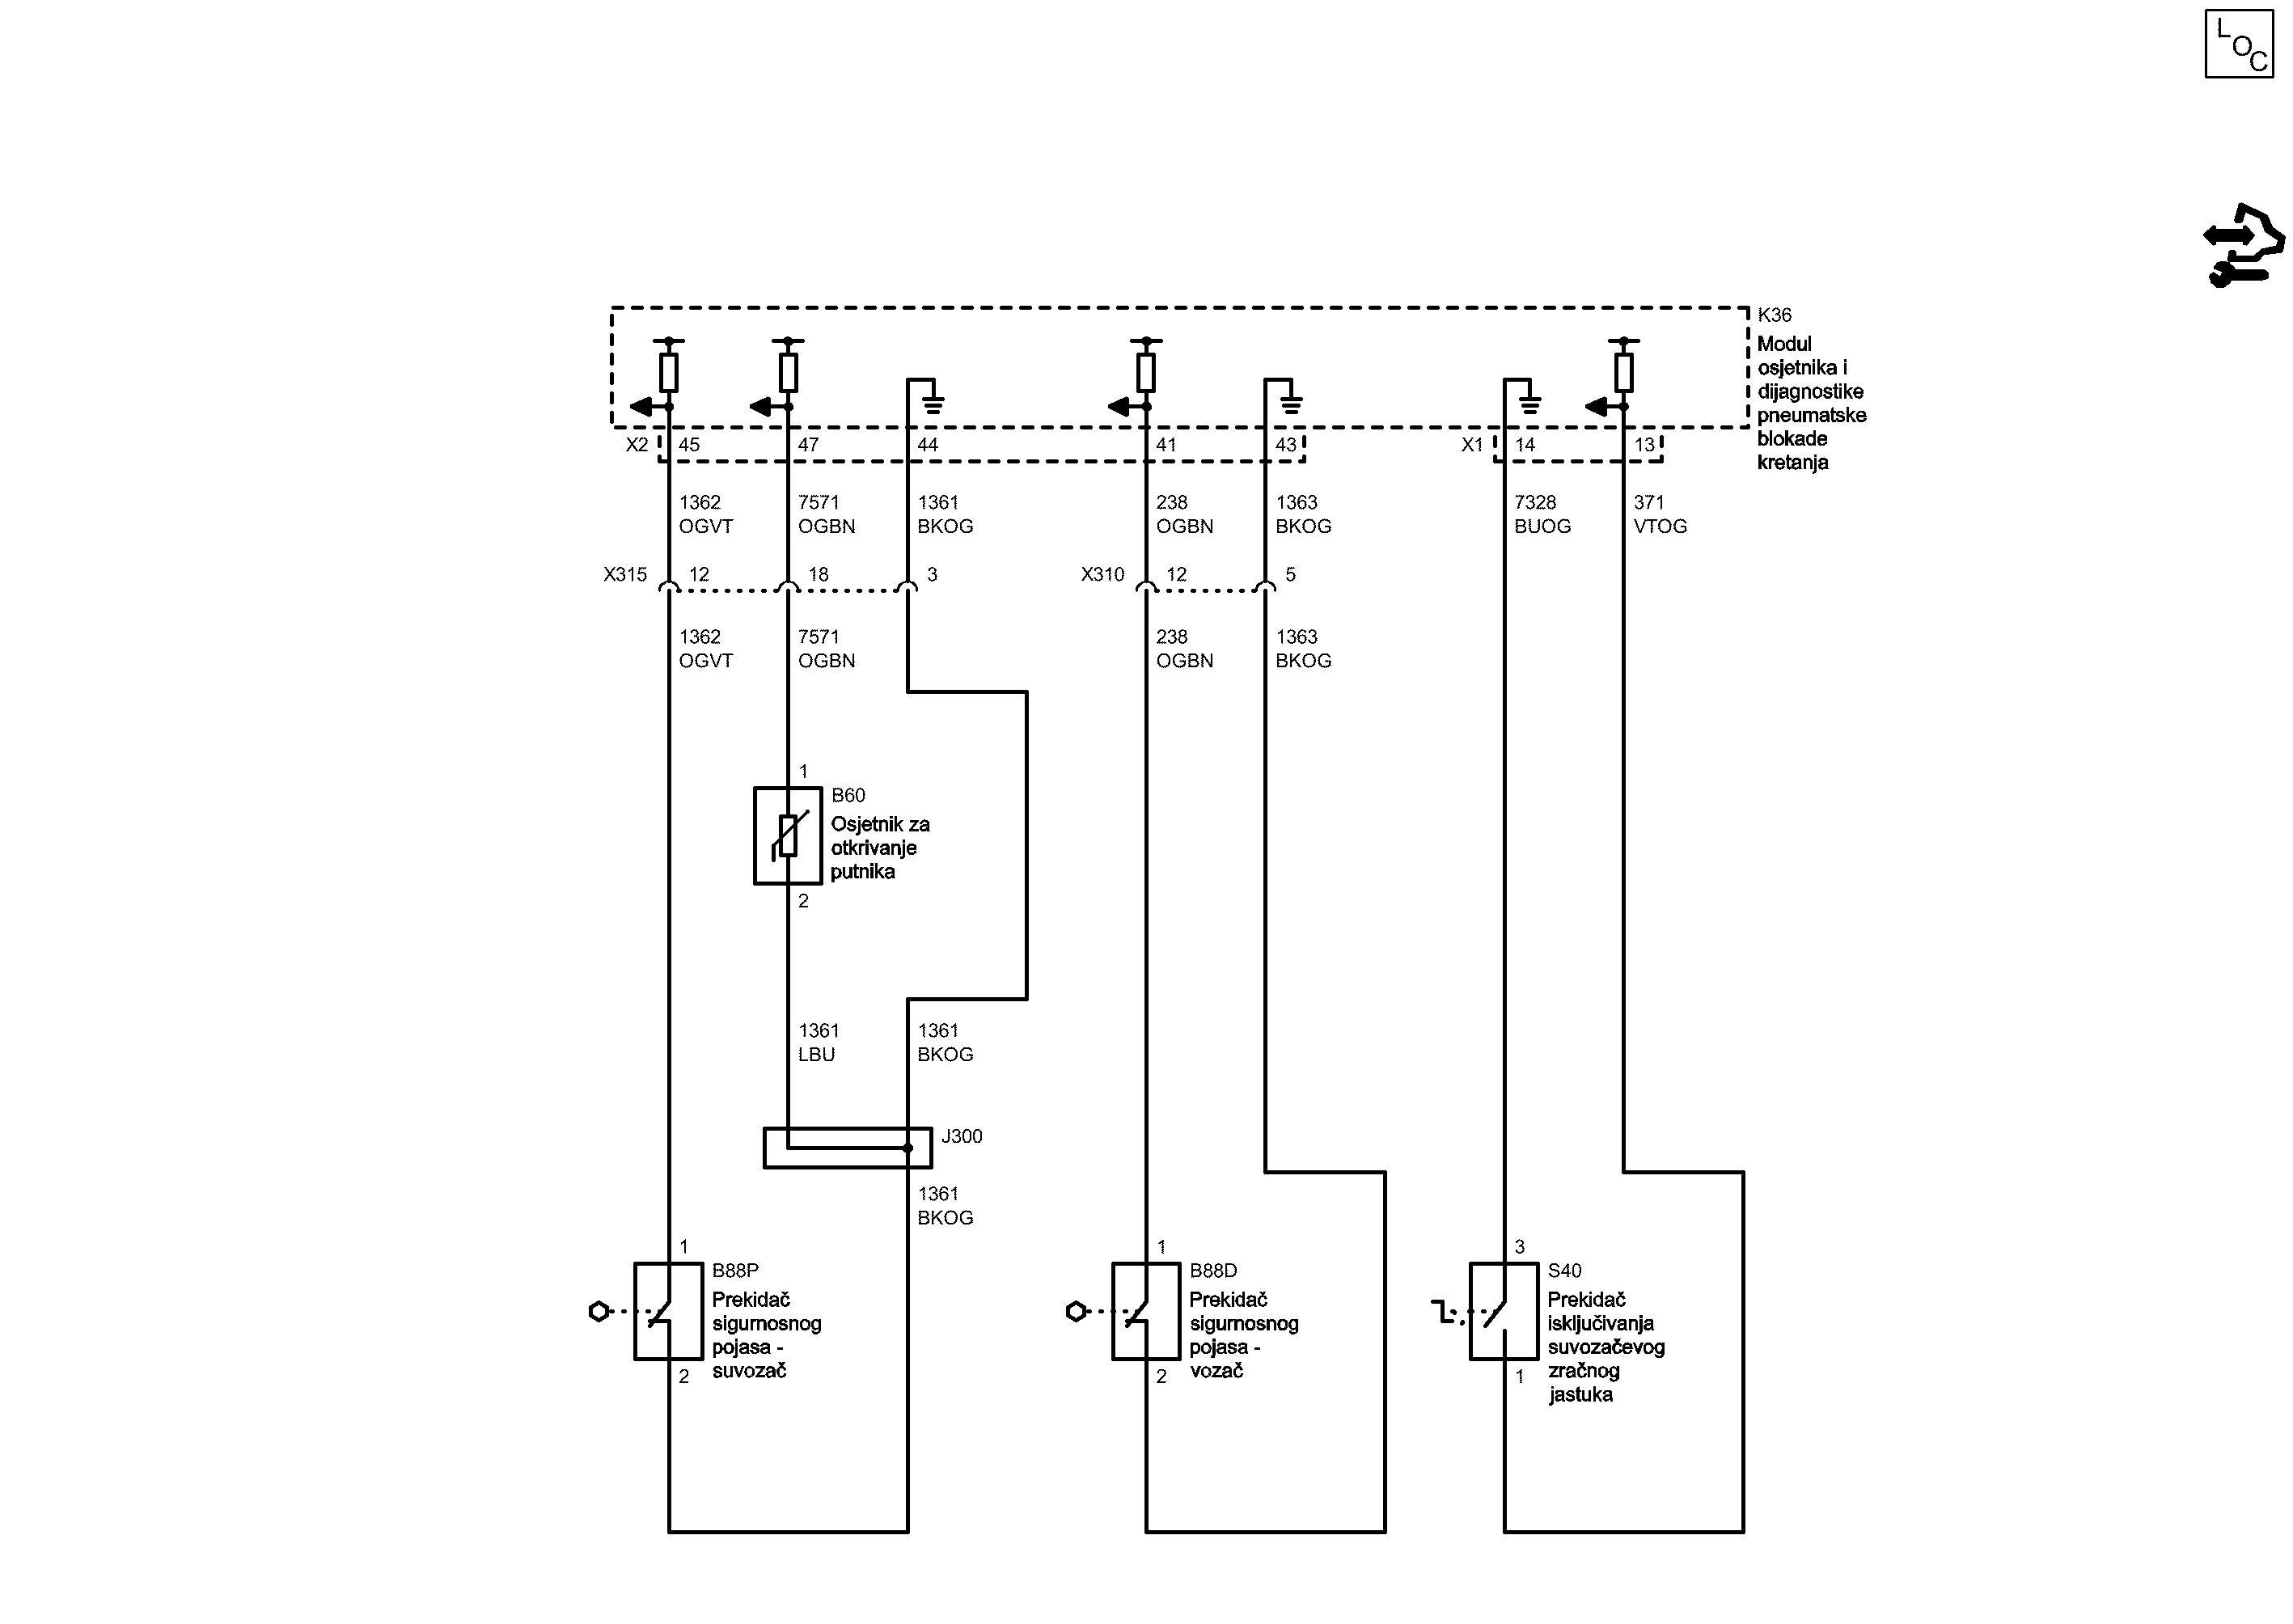 LOC
K36
Modul
osjetnika i
dijagnostike
pneumatske
blokade
kretanja
X2 45 47 44 41 43 X1 14 13
1362 7571 1361 238 1363 7328 371
OGVT OGBN BKOG OGBN BKOG BUOG VTOG
X315 12 18 3 X310 12 5
1362 7571 238 1363
OGVT OGBN OGBN BKOG
1
B60
Osjetnik za
otkrivanje
putnika
2
1361 1361
LBU BKOG
J300
1361
BKOG
1
B88P
Prekidač
sigurnosnog
pojasa -
suvozač
2
1
B88D
Prekidač
sigurnosnog
pojasa -
vozač
2
3
S40
Prekidač
isključivanja
suvozačevog
zračnog
jastuka
1